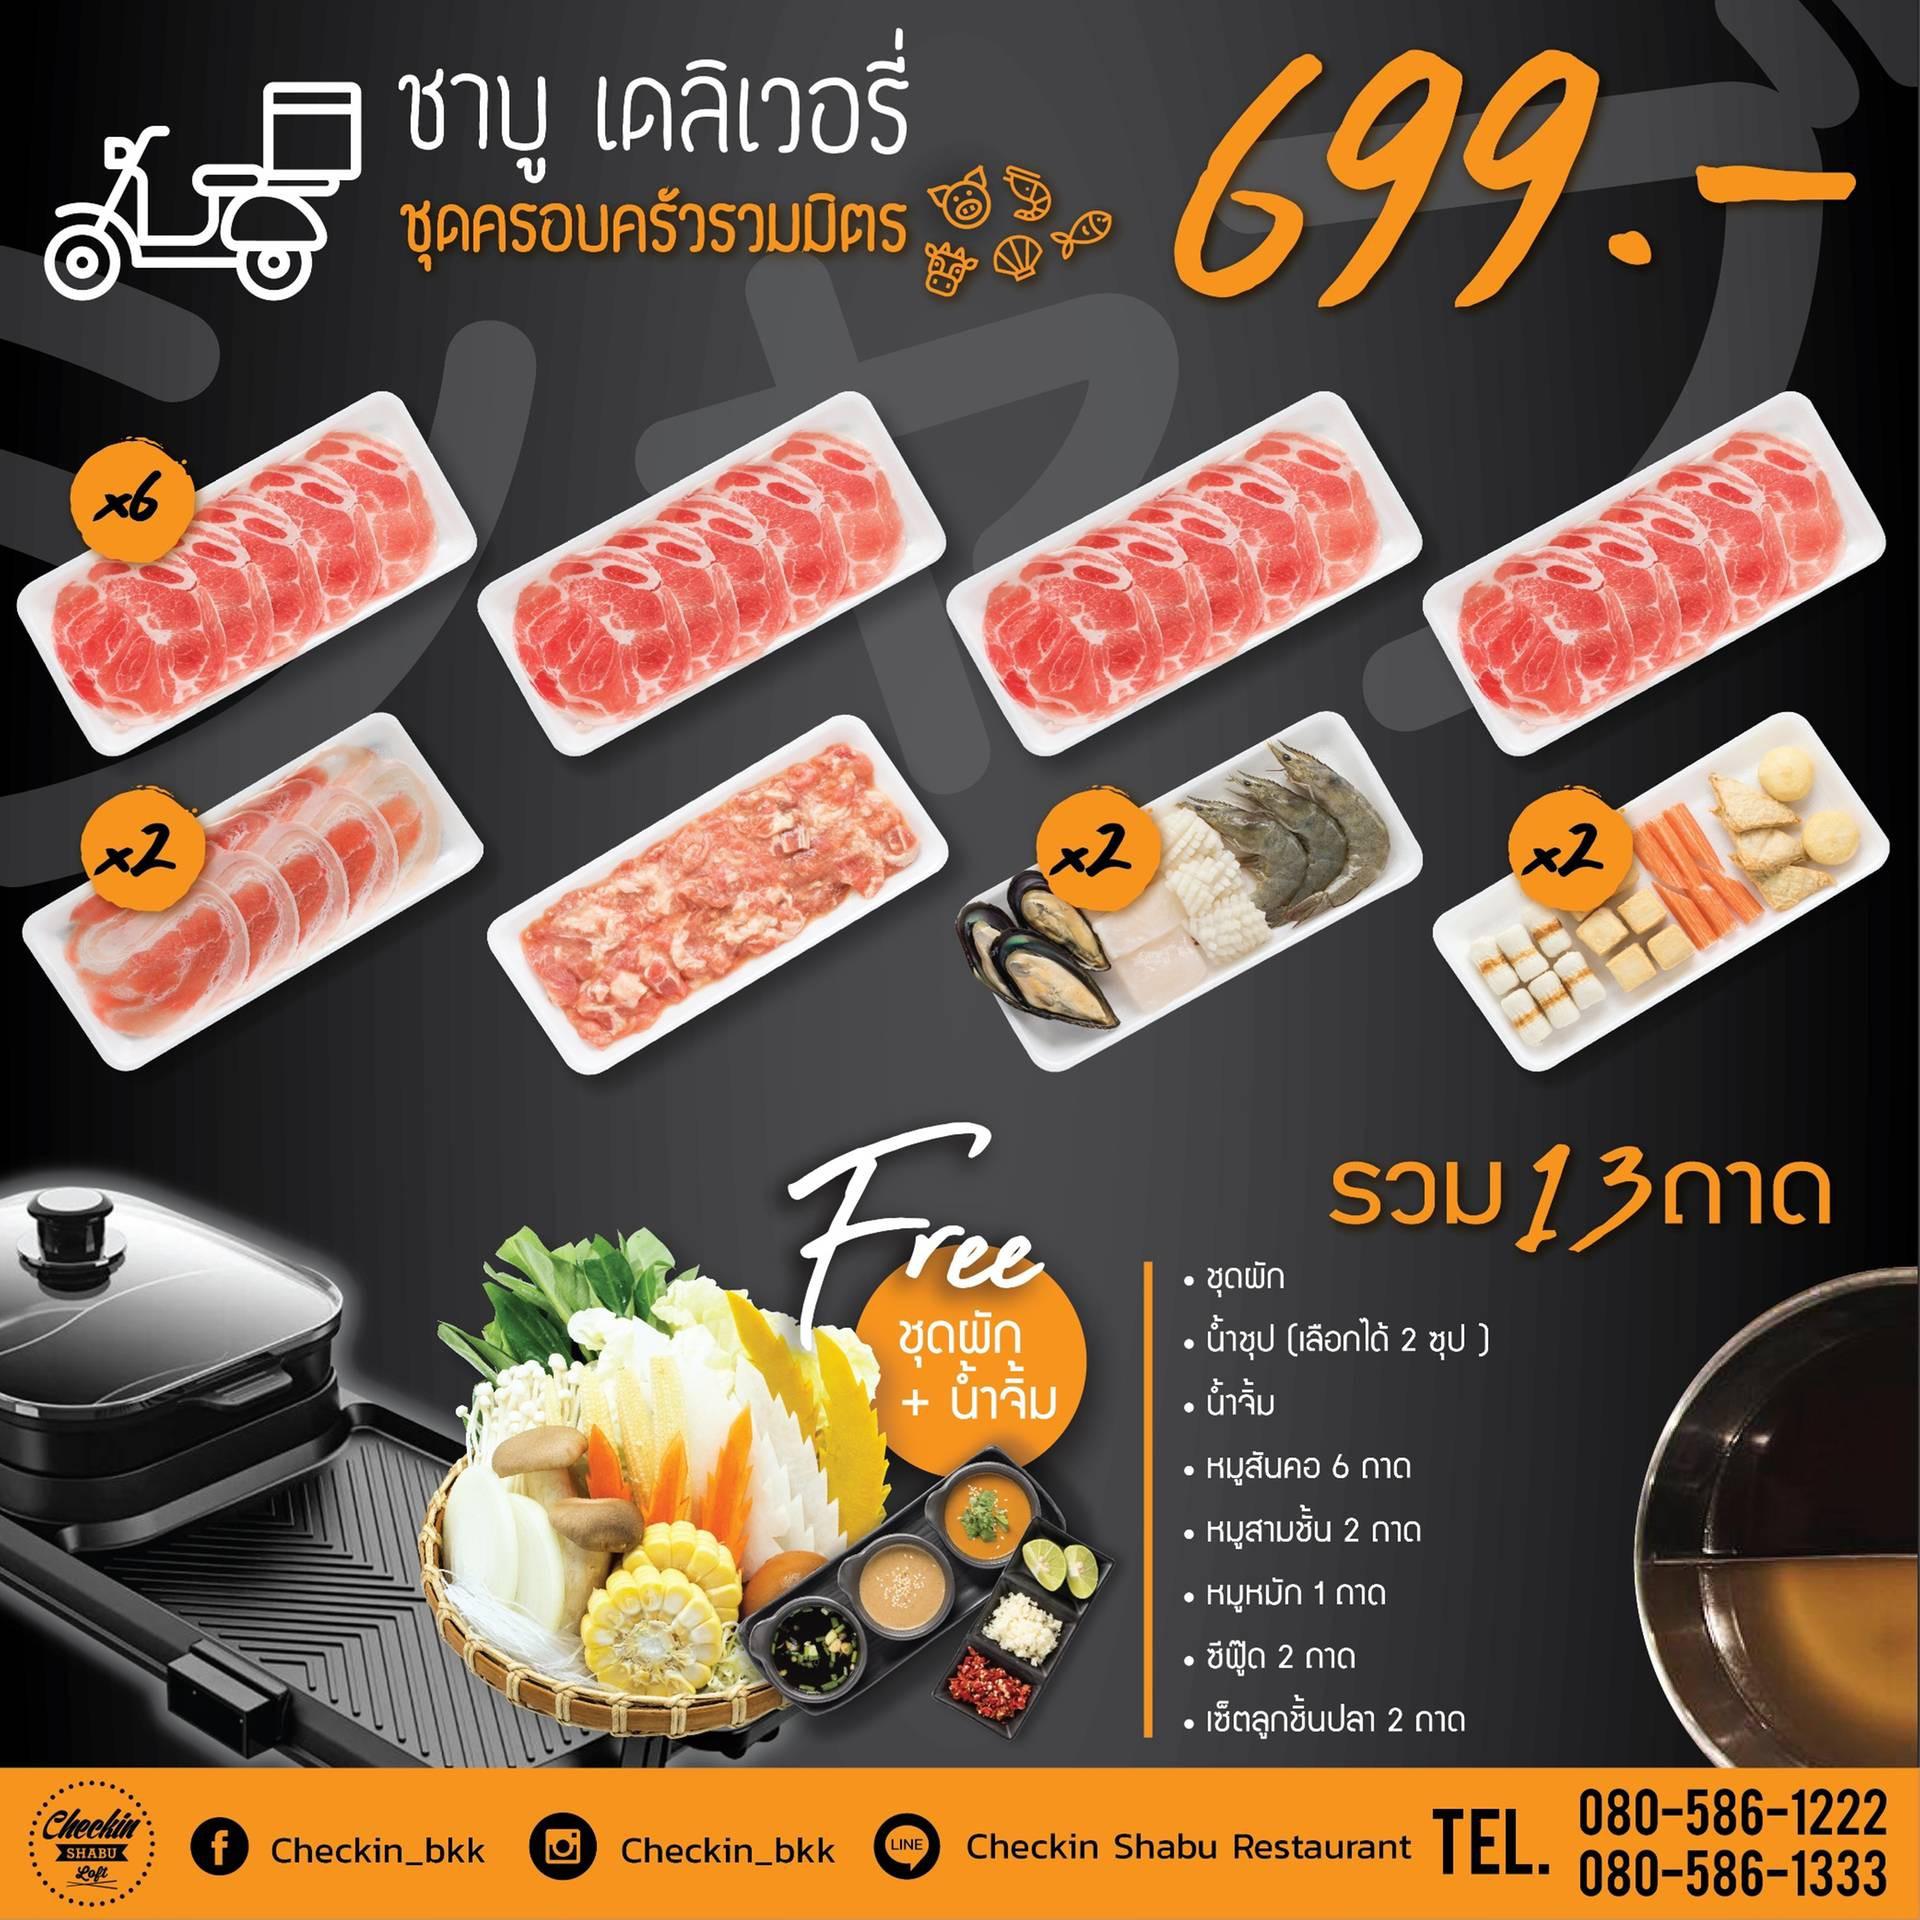 ชาบู เดลิเวอรี่
ชุดครอบครัวรวมมิตร
699.-
x6
x2
x2
x2
Free
ชุดผัก
+ น้ำจิ้ม
รวม 13 ถาด
• ชุดผัก
• น้ำซุป (เลือกได้ 2 ซุป )
• น้ำจิ้ม
• หมูสันคอ 6 ถาด
• หมูสามชั้น 2 ถาด
• หมูหมัก 1 ถาด
• ซีฟู๊ด 2 ถาด
• เซ็ตลูกชิ้นปลา 2 ถาด
Checkin
SHABU
Loft
f Checkin_bkk
Checkin_bkk
LINE Checkin Shabu Restaurant
TEL. 080-586-1222
080-586-1333